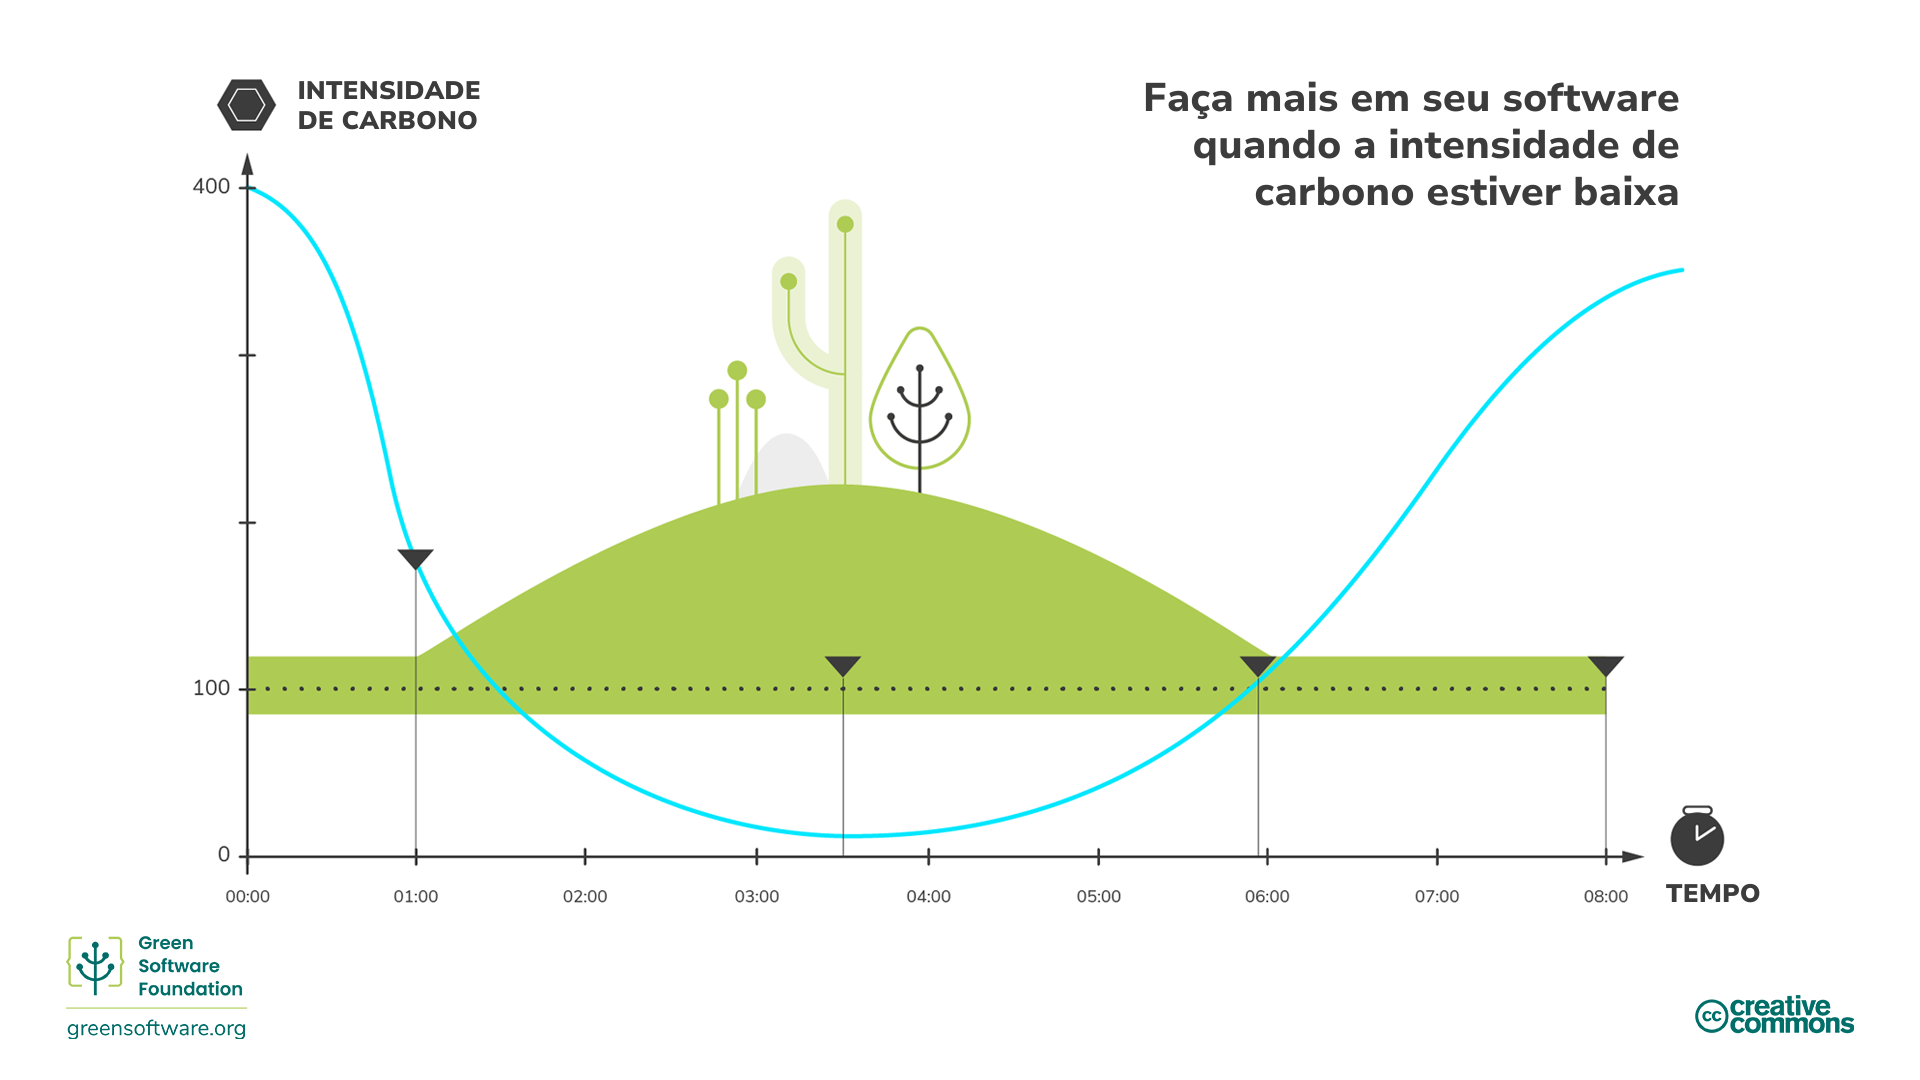 INTENSIDADE
DE CARBONO
Faça mais em seu software
quando a intensidade de
carbono estiver baixa
400
100
0
00:00
01:00
02:00
03:00
04:00
05:00
06:00
07:00
08:00
TEMPO
Green
Software
Foundation
greensoftware.org
cc
creative
commons